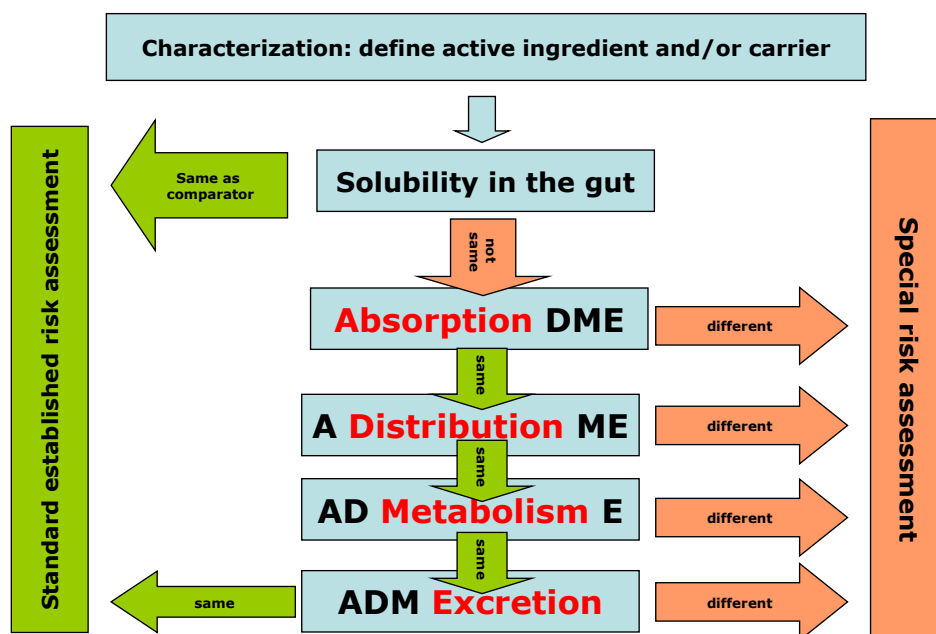 Characterization: define active ingredient and/or carrier
Standard established risk assessment
Same as
comparator
Solubility in the gut
Special risk assessment
not
same
Absorption DME
different
same
A Distribution ME
different
same
AD Metabolism E
different
same
same
ADM Excretion
different